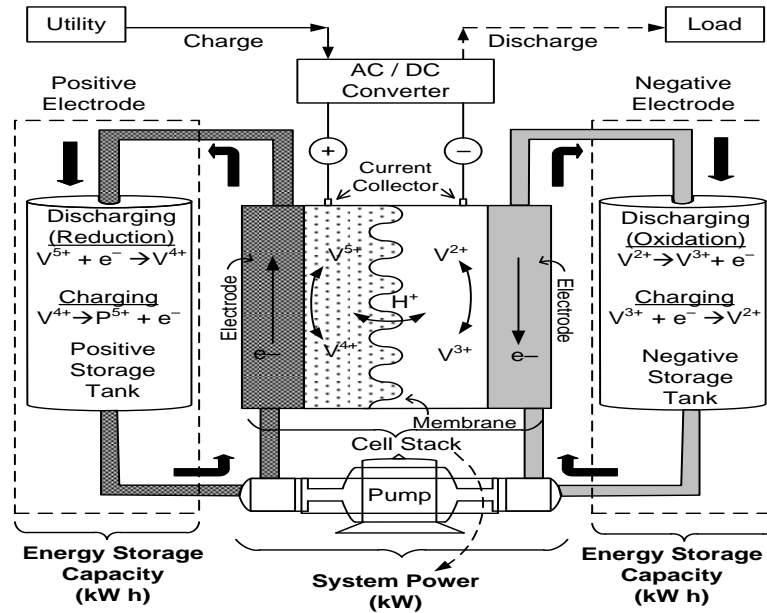 Utility
Charge
Discharge
Load
AC / DC
Converter
Positive
Electrode
Negative
Electrode
+
−
Current
Collector
Discharging
(Reduction)
V⁵⁺ + e⁻ →V⁴⁺
Charging
V⁴⁺→P⁵⁺ + e⁻
Positive
Storage
Tank
Electrode
e−
V⁵⁺
V⁴⁺
H⁺
V²⁺
V³⁺
Electrode
e−
Discharging
(Oxidation)
V²⁺→V³⁺+ e⁻
Charging
V³⁺ + e⁻ →V²⁺
Negative
Storage
Tank
Membrane
Cell Stack
Pump
Energy Storage
Capacity
(kW h)
System Power
(kW)
Energy Storage
Capacity
(kW h)